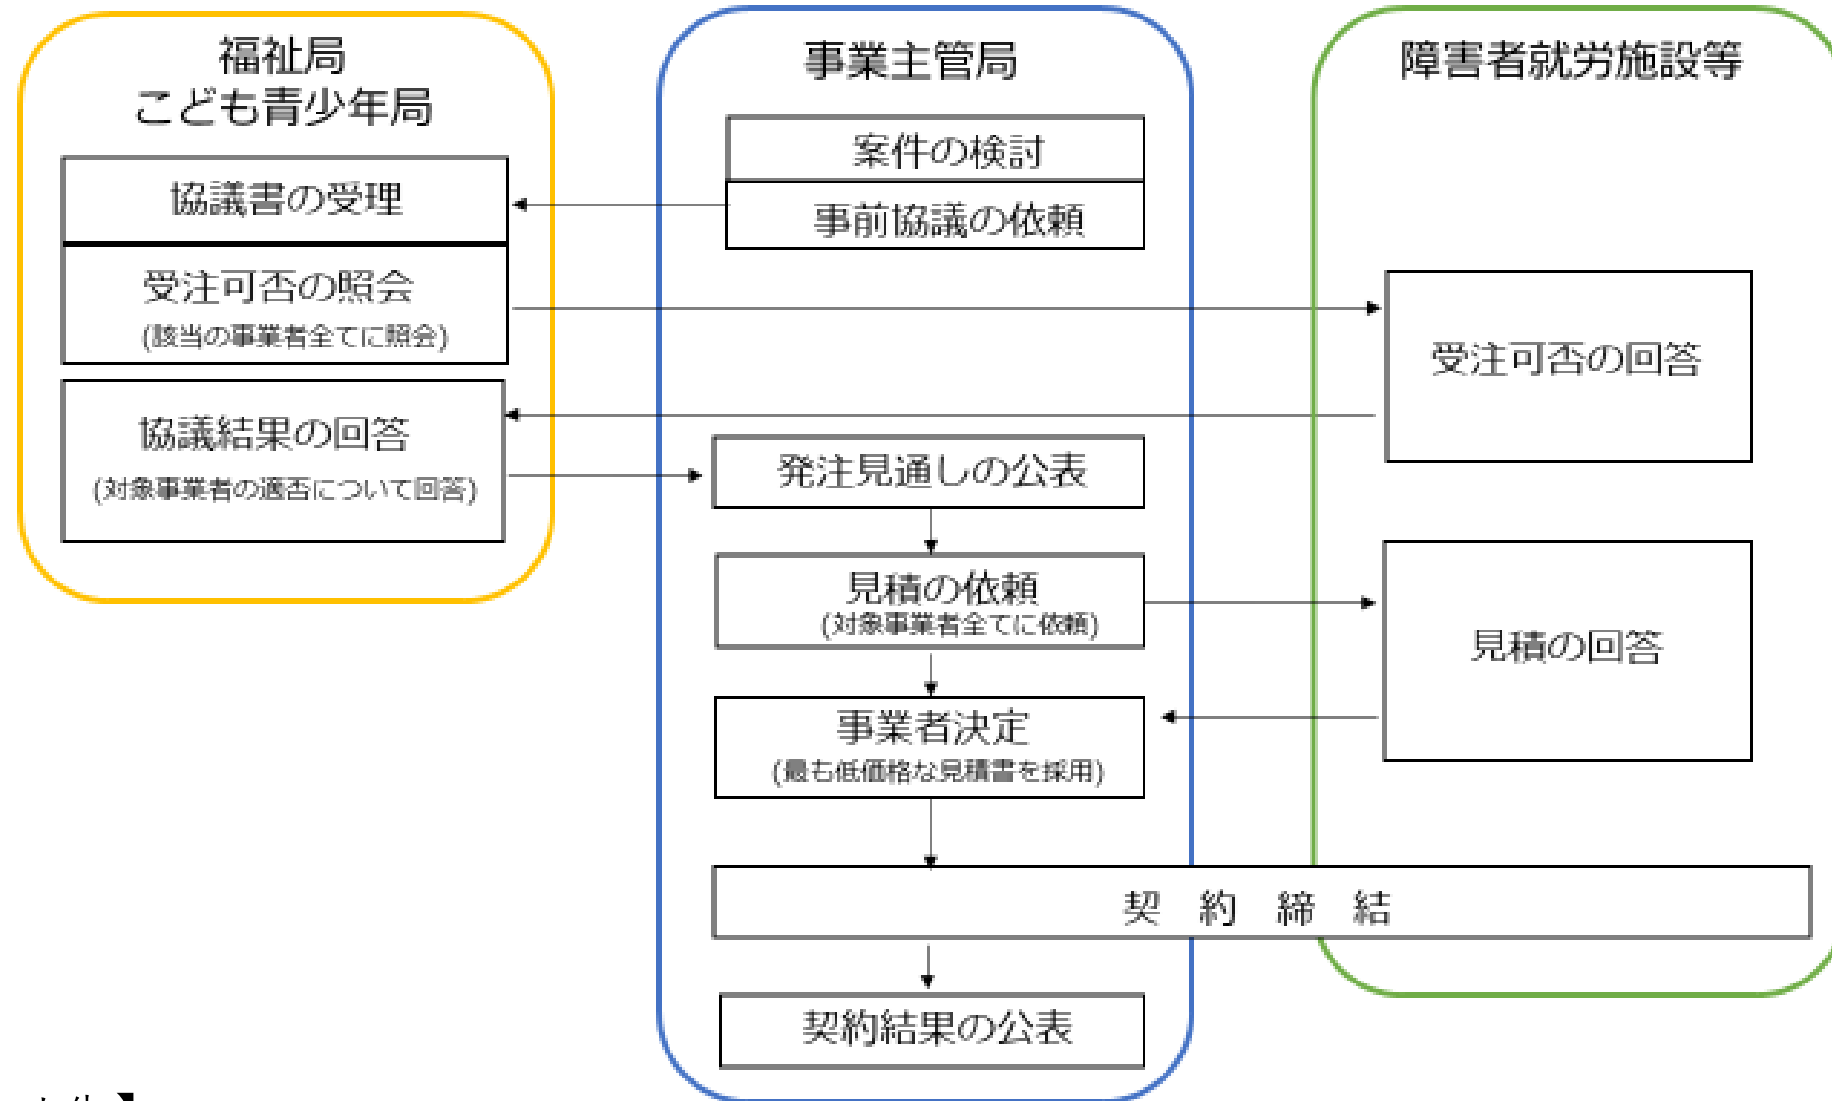 福祉局
こども青少年局
協議書の受理
受注可否の照会
(該当の事業者全てに照会)
協議結果の回答
(対象事業者の適否について回答)
事業主管局
案件の検討
事前協議の依頼
発注見通しの公表
見積の依頼
(対象事業者全てに依頼)
事業者決定
(最も低価格な見積書を採用)
契 約 締 結
契約結果の公表
障害者就労施設等
受注可否の回答
見積の回答